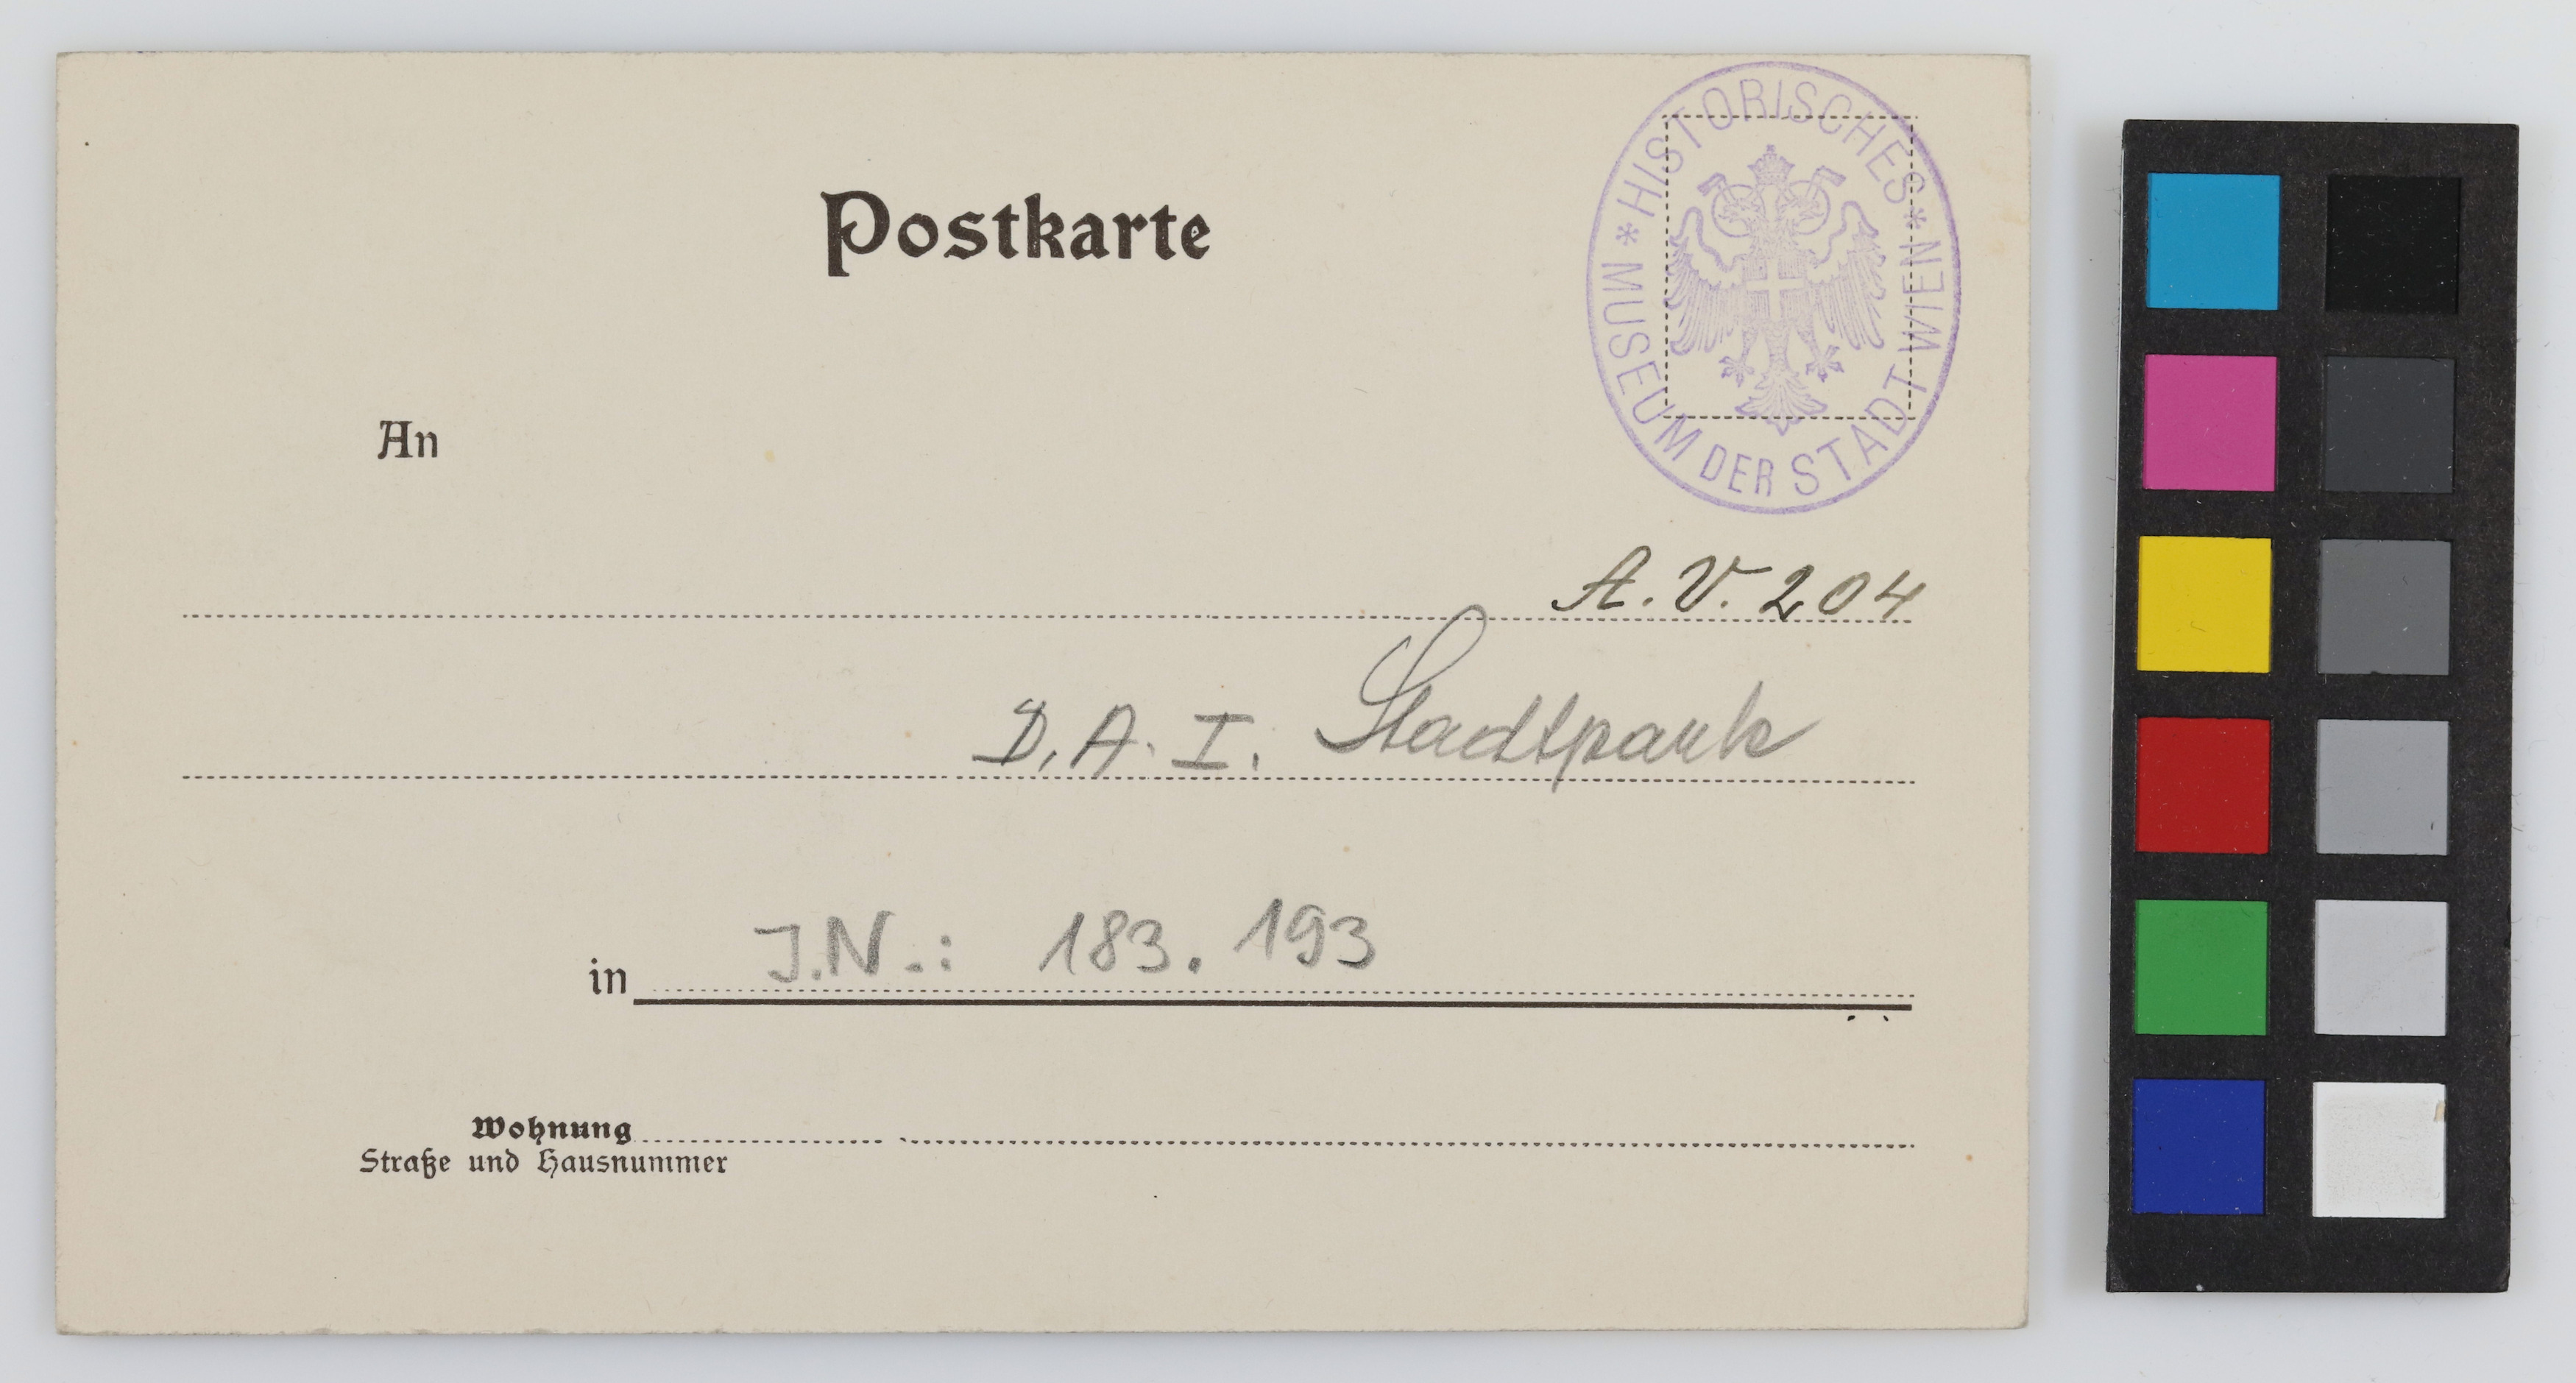 Postkarte
* HISTORISCHES * MUSEUM DER STADT WIEN
An
A. V. 204
D. A. I. Stadtpark
in J.N.: 183.193
Wohnung
Straße und Hausnummer